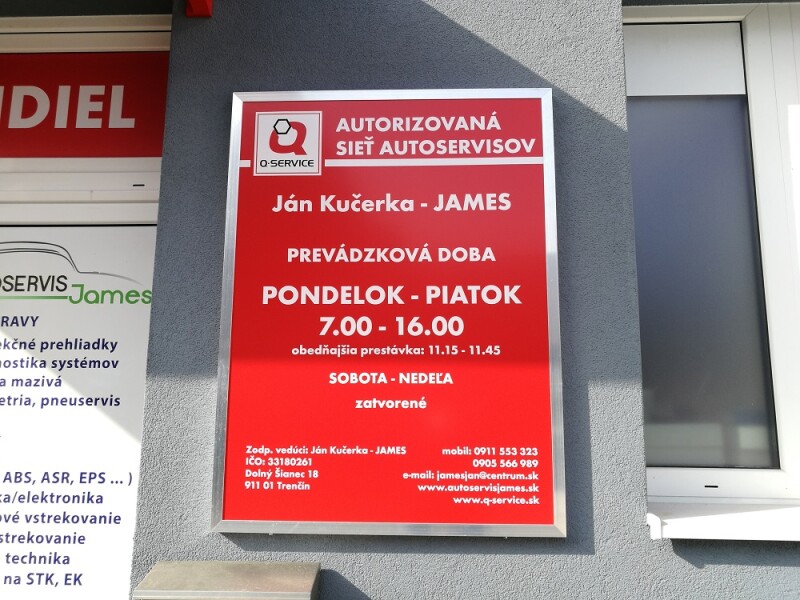 DIEL
Q-SERVICE
AUTORIZOVANÁ
SIEŤ AUTOSERVISOV
Ján Kučerka - JAMES
PREVÁDZKOVÁ DOBA
PONDELOK - PIATOK
7.00 - 16.00
obedňajšia prestávka: 11.15 - 11.45
SOBOTA - NEDEĽA
zatvorené
Zodp. vedúci: Ján Kučerka - JAMES
IČO: 33180261
Dolný Šianec 18
911 01 Trenčín
mobil: 0911 553 323
0905 566 989
e-mail: jamesjan@centrum.sk
www.autoservisjames.sk
www.q-service.sk
OSERVIS
James
RAVY
ekčné prehliadky
nostika systémov
a mazivá
etria, pneuservis
ABS, ASR, EPS ... )
ka/elektronika
ové vstrekovanie
strekovanie
technika
na STK, EK